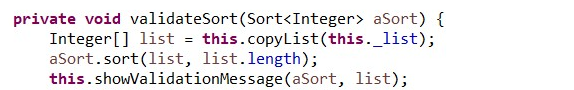 private void validateSort(Sort<Integer> aSort) {
Integer[] list = this.copyList(this._list);
aSort.sort(list, list.length);
this.showValidationMessage(aSort, list);